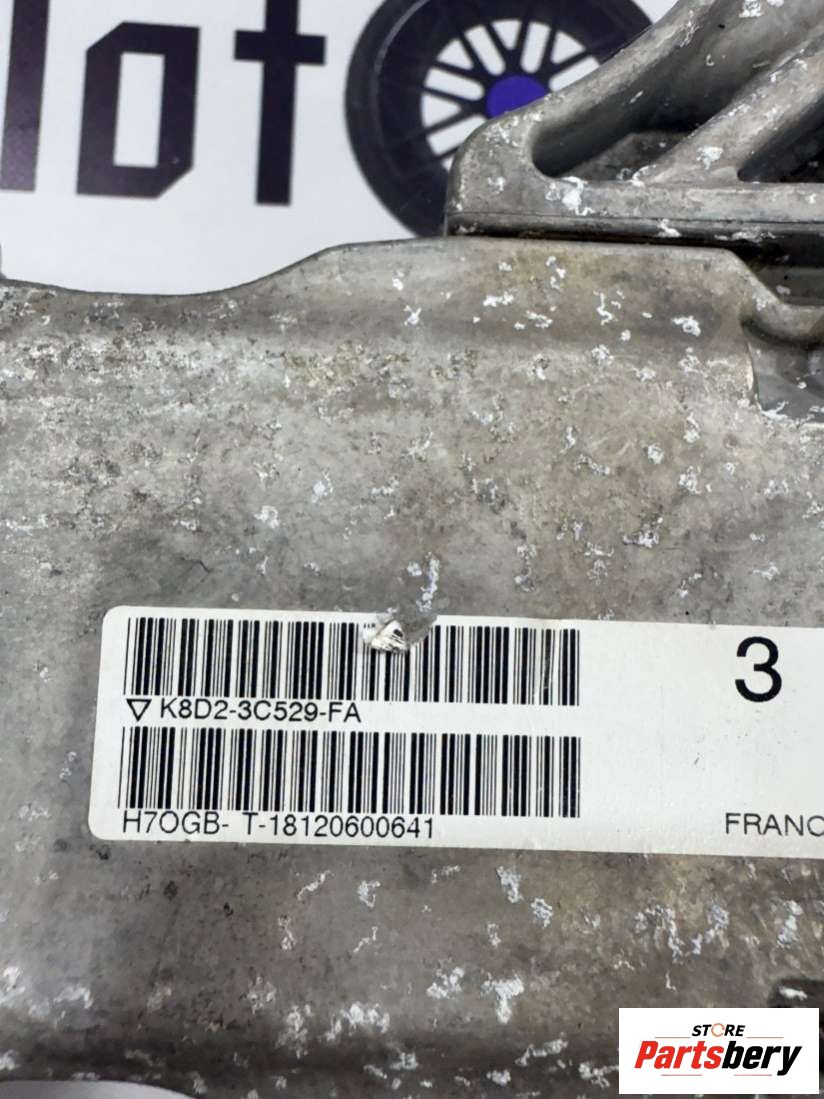 lot
3
▽ K8D2-3C529-FA
H7OGB- T-18120600641
FRANC
STORE
Partsbery